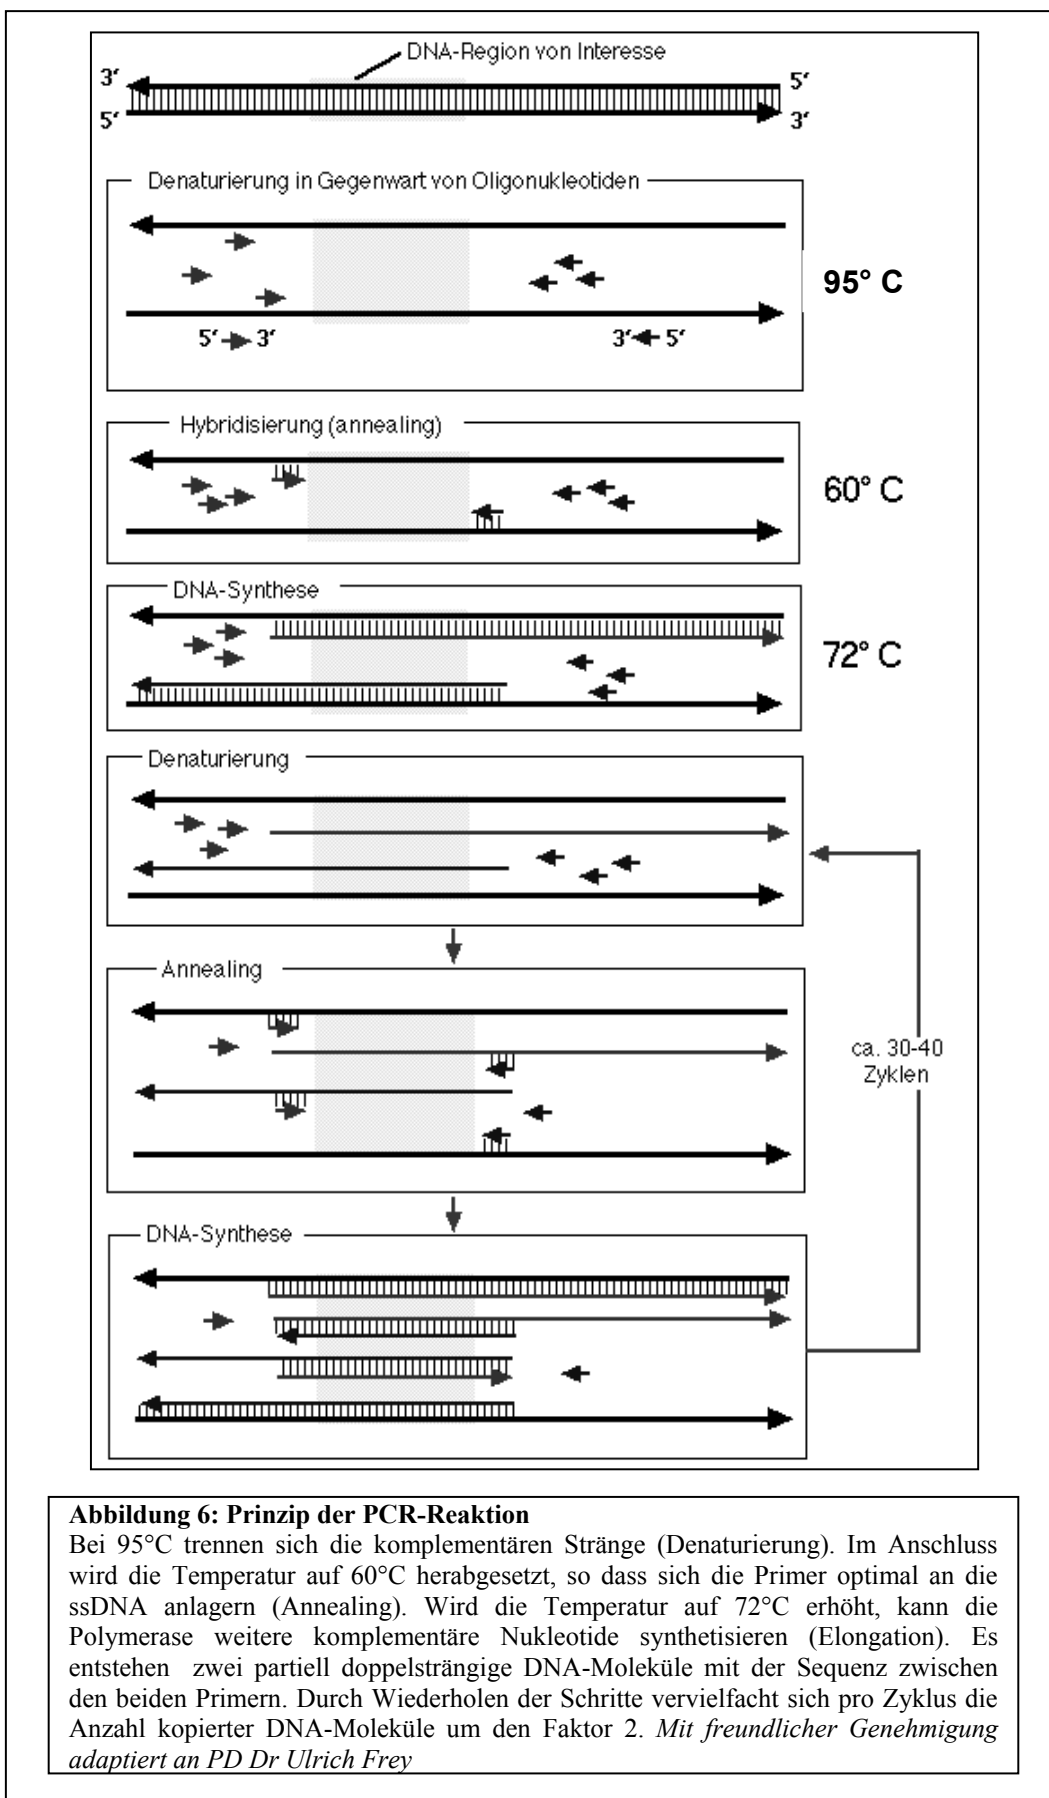 DNA-Region von Interesse
3′ 5′
5′ 3′
Denaturierung in Gegenwart von Oligonukleotiden
95° C
5′ 3′ 3′ 5′
Hybridisierung (annealing)
60° C
DNA-Synthese
72° C
Denaturierung
Annealing
ca. 30-40
Zyklen
DNA-Synthese
Abbildung 6: Prinzip der PCR-Reaktion
Bei 95°C trennen sich die komplementären Stränge (Denaturierung). Im Anschluss
wird die Temperatur auf 60°C herabgesetzt, so dass sich die Primer optimal an die
ssDNA anlagern (Annealing). Wird die Temperatur auf 72°C erhöht, kann die
Polymerase weitere komplementäre Nukleotide synthetisieren (Elongation). Es
entstehen zwei partiell doppelsträngige DNA-Moleküle mit der Sequenz zwischen
den beiden Primern. Durch Wiederholen der Schritte vervielfacht sich pro Zyklus die
Anzahl kopierter DNA-Moleküle um den Faktor 2. Mit freundlicher Genehmigung
adaptiert an PD Dr Ulrich Frey